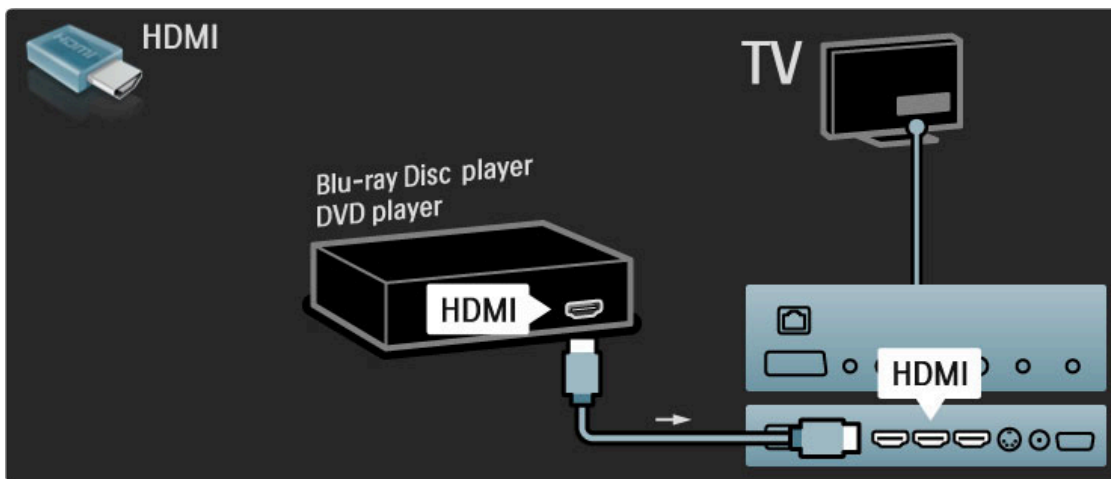 HDMI
TV
Blu-ray Disc player
DVD player
HDMI
HDMI